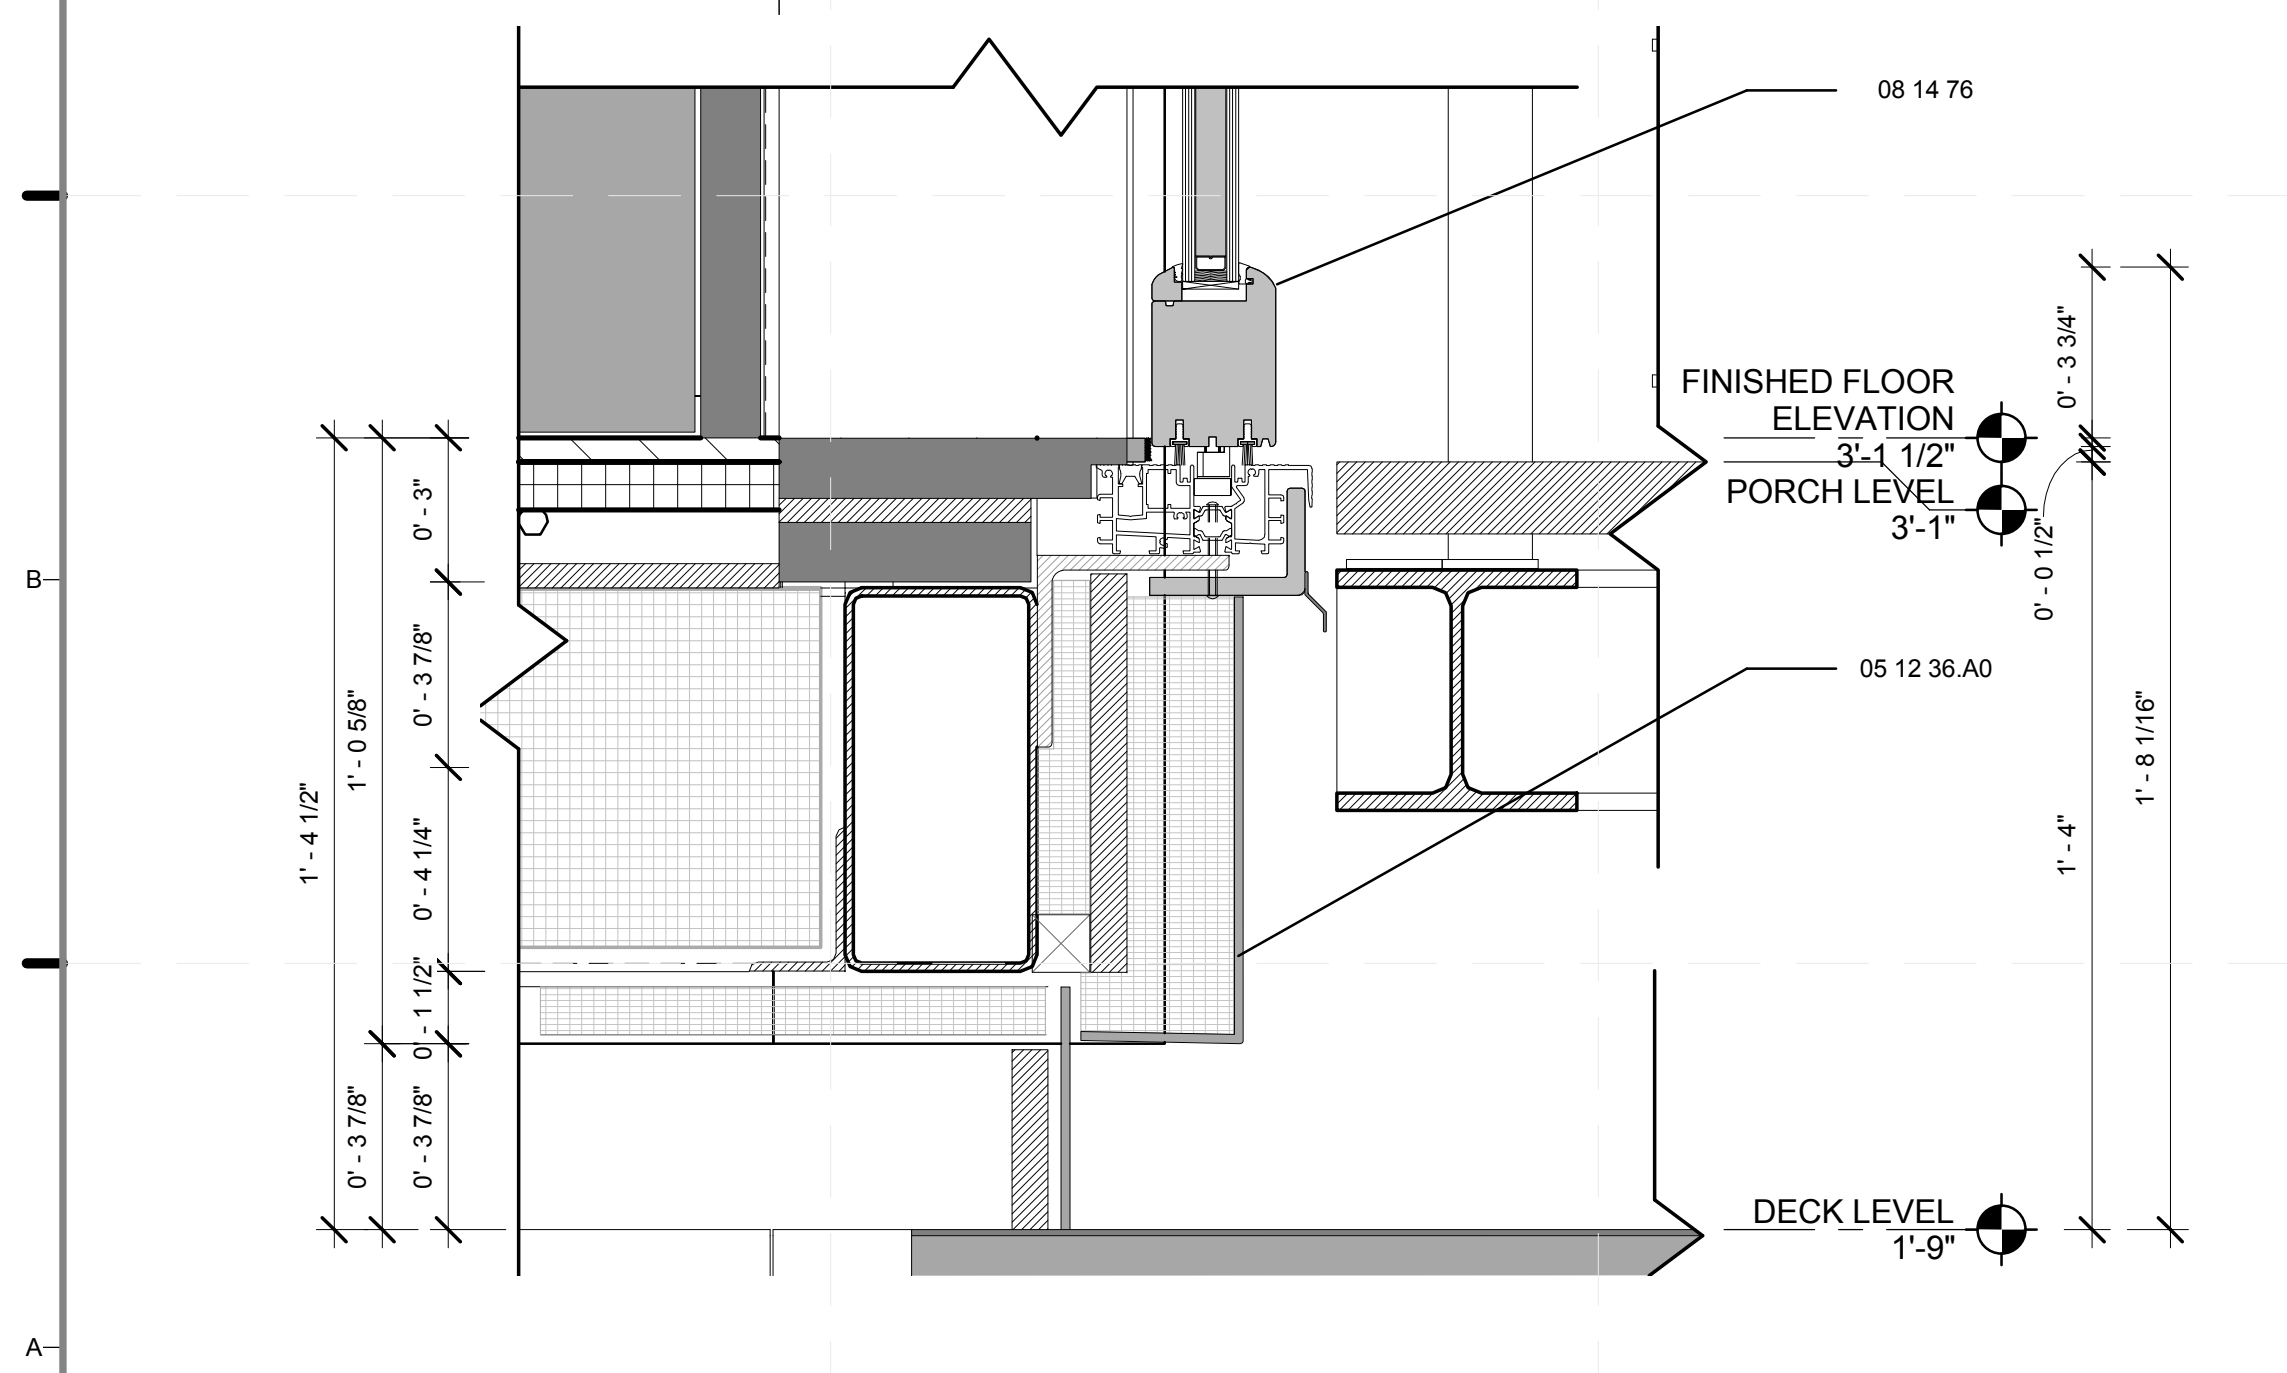 08 14 76
FINISHED FLOOR
ELEVATION
3'-1 1/2"
PORCH LEVEL
3'-1"
0' - 3 3/4"
0' - 0 1/2"
1' - 4"
1' - 8 1/16"
05 12 36.A0
B
0' - 3"
0' - 3 7/8"
0' - 4 1/4"
0' - 1 1/2"
0' - 3 7/8"
1' - 0 5/8"
0' - 3 7/8"
1' - 4 1/2"
DECK LEVEL
1'-9"
A